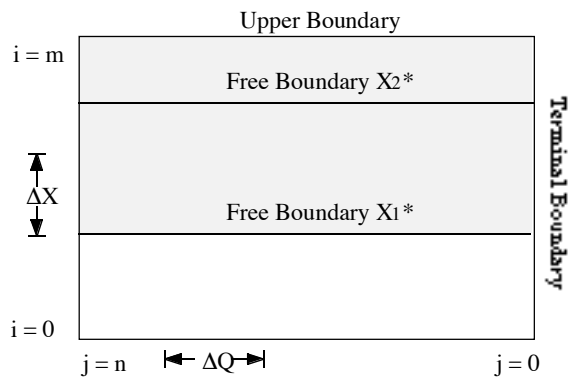 Upper Boundary
i = m
Free Boundary X2*
Terminal Boundary
ΔX
Free Boundary X1*
i = 0
j = n
ΔQ
j = 0